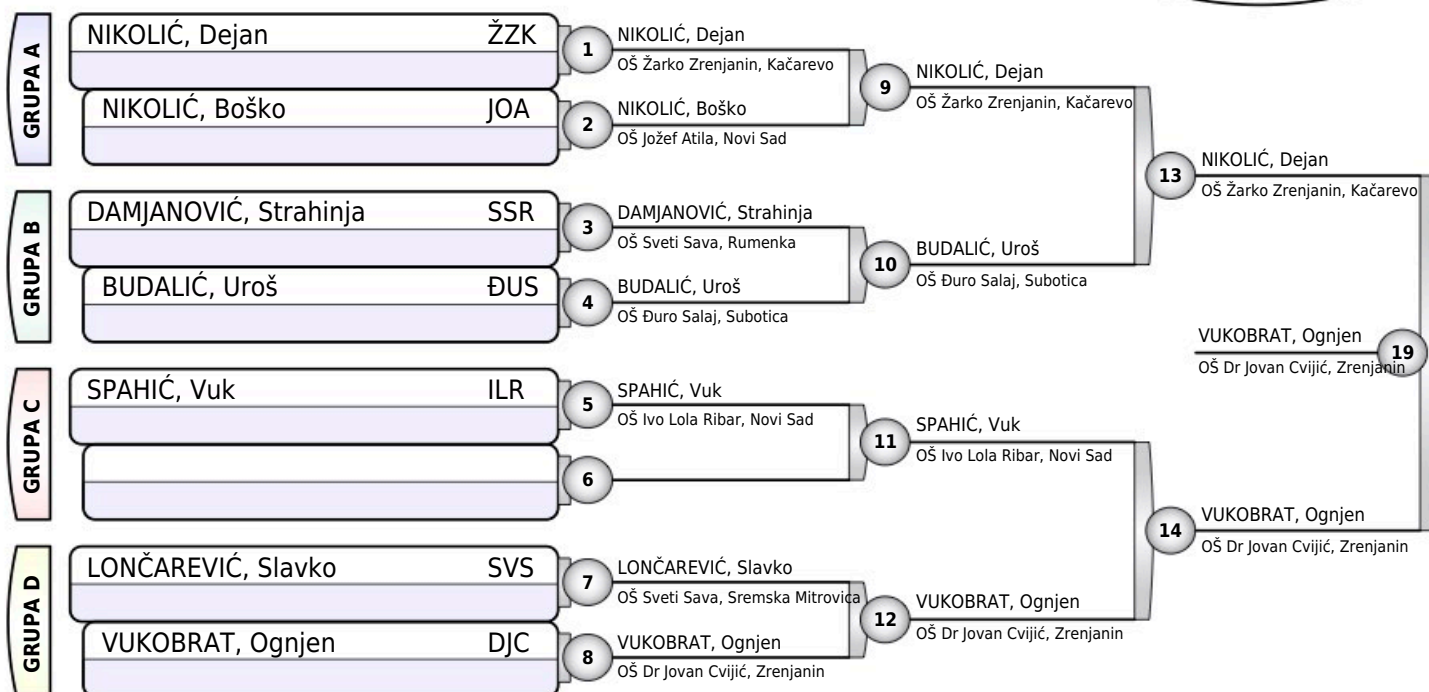 GRUPA A
NIKOLIĆ, Dejan ŽZK
NIKOLIĆ, Boško JOA
GRUPA B
DAMJANOVIĆ, Strahinja SSR
BUDALIĆ, Uroš ĐUS
GRUPA C
SPAHIĆ, Vuk ILR
GRUPA D
LONČAREVIĆ, Slavko SVS
VUKOBRAT, Ognjen DJC
1
NIKOLIĆ, Dejan
OŠ Žarko Zrenjanin, Kačarevo
2
NIKOLIĆ, Boško
OŠ Jožef Atila, Novi Sad
3
DAMJANOVIĆ, Strahinja
OŠ Sveti Sava, Rumenka
4
BUDALIĆ, Uroš
OŠ Đuro Salaj, Subotica
5
SPAHIĆ, Vuk
OŠ Ivo Lola Ribar, Novi Sad
6
7
LONČAREVIĆ, Slavko
OŠ Sveti Sava, Sremska Mitrovica
8
VUKOBRAT, Ognjen
OŠ Dr Jovan Cvijić, Zrenjanin
9
NIKOLIĆ, Dejan
OŠ Žarko Zrenjanin, Kačarevo
10
BUDALIĆ, Uroš
OŠ Đuro Salaj, Subotica
11
SPAHIĆ, Vuk
OŠ Ivo Lola Ribar, Novi Sad
12
VUKOBRAT, Ognjen
OŠ Dr Jovan Cvijić, Zrenjanin
13
NIKOLIĆ, Dejan
OŠ Žarko Zrenjanin, Kačarevo
14
VUKOBRAT, Ognjen
OŠ Dr Jovan Cvijić, Zrenjanin
VUKOBRAT, Ognjen
OŠ Dr Jovan Cvijić, Zrenjanin
19